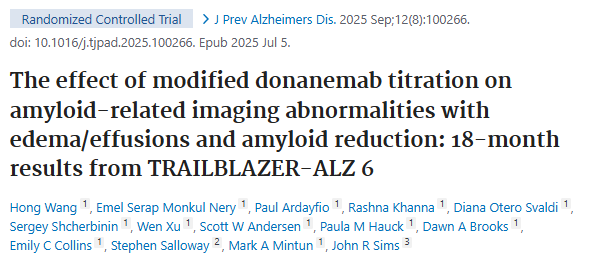 Randomized Controlled Trial > J Prev Alzheimers Dis. 2025 Sep;12(8):100266.
doi: 10.1016/j.tjpad.2025.100266. Epub 2025 Jul 5.
The effect of modified donanemab titration on
amyloid-related imaging abnormalities with
edema/effusions and amyloid reduction: 18-month
results from TRAILBLAZER-ALZ 6
Hong Wang 1, Emel Serap Monkul Nery 1, Paul Ardayfio 1, Rashna Khanna 1, Diana Otero Svaldi 1,
Sergey Shcherbinin 1, Wen Xu 1, Scott W Andersen 1, Paula M Hauck 1, Dawn A Brooks 1,
Emily C Collins 1, Stephen Salloway 2, Mark A Mintun 1, John R Sims 3